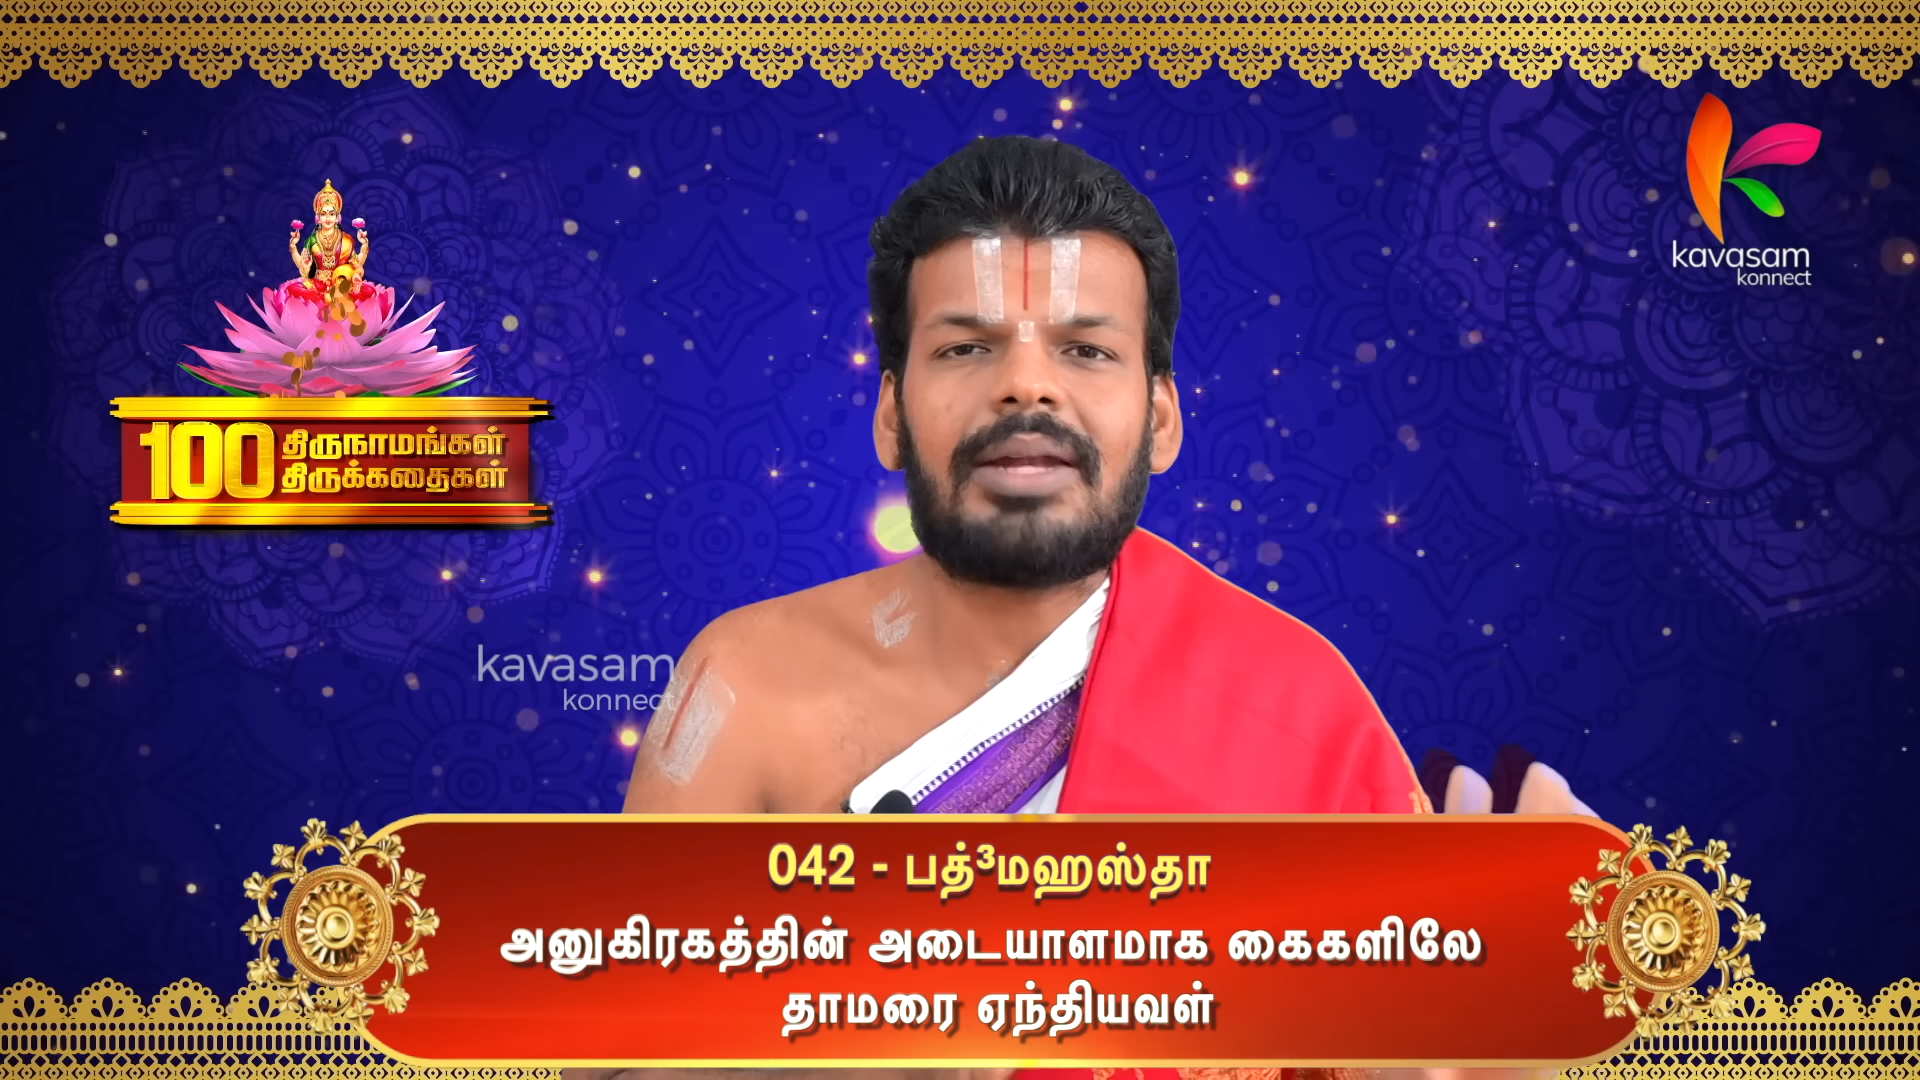 kavasam
konnect
100 திருநாமங்கள்
திருக்கதைகள்
kavasam
konnect
042 - பத்³மஹஸ்தா
அனுகிரகத்தின் அடையாளமாக கைகளிலே
தாமரை ஏந்தியவள்